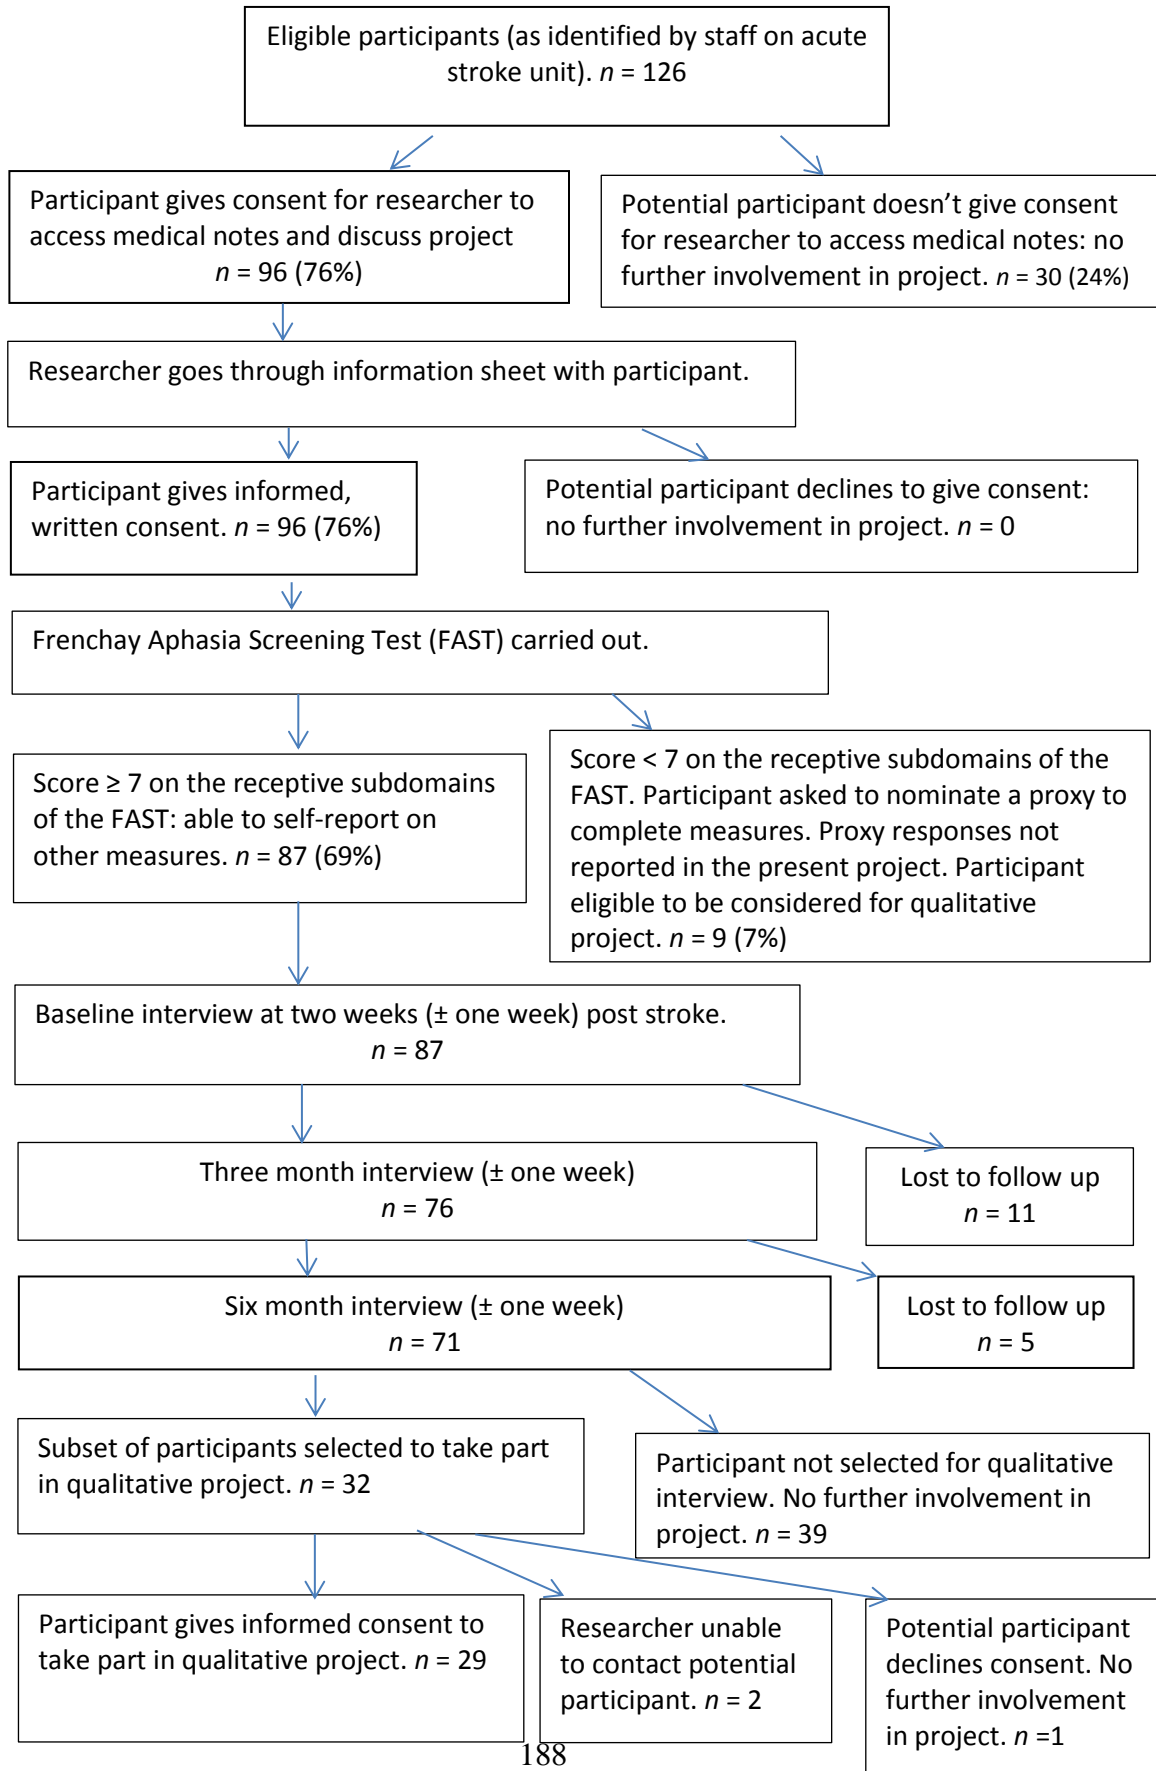 Eligible participants (as identified by staff on acute
stroke unit). n = 126
Participant gives consent for researcher to
access medical notes and discuss project
n = 96 (76%)
Potential participant doesn’t give consent
for researcher to access medical notes: no
further involvement in project. n = 30 (24%)
Researcher goes through information sheet with participant.
Participant gives informed,
written consent. n = 96 (76%)
Potential participant declines to give consent:
no further involvement in project. n = 0
Frenchay Aphasia Screening Test (FAST) carried out.
Score ≥ 7 on the receptive subdomains
of the FAST: able to self-report on
other measures. n = 87 (69%)
Score < 7 on the receptive subdomains of the
FAST. Participant asked to nominate a proxy to
complete measures. Proxy responses not
reported in the present project. Participant
eligible to be considered for qualitative
project. n = 9 (7%)
Baseline interview at two weeks (± one week) post stroke.
n = 87
Three month interview (± one week)
n = 76
Lost to follow up
n = 11
Six month interview (± one week)
n = 71
Lost to follow up
n = 5
Subset of participants selected to take part
in qualitative project. n = 32
Participant not selected for qualitative
interview. No further involvement in
project. n = 39
Participant gives informed consent to
take part in qualitative project. n = 29
Researcher unable
to contact potential
participant. n = 2
Potential participant
declines consent. No
further involvement
in project. n =1
188